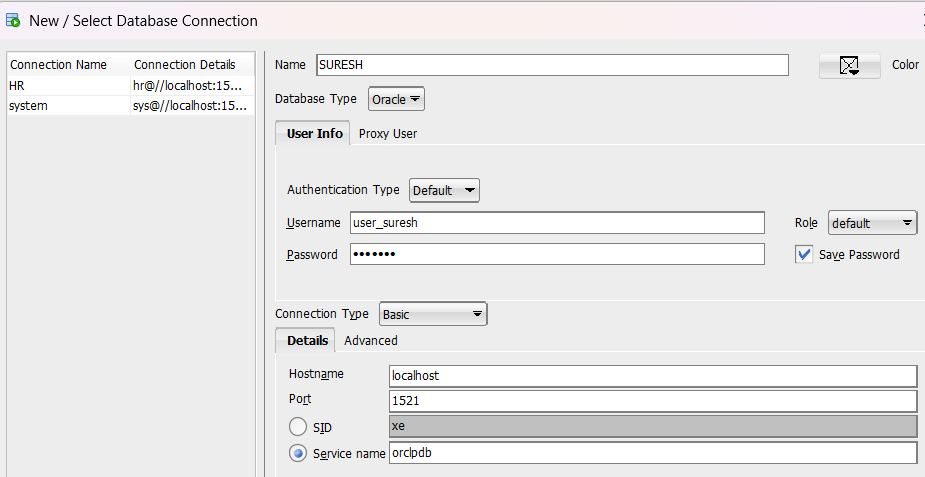 New / Select Database Connection
Connection Name Connection Details
HR hr@//localhost:15...
system sys@//localhost:15...
Name SURESH Color
Database Type Oracle
User Info Proxy User
Authentication Type Default
Username user_suresh Role default
Password ••••••• Save Password
Connection Type Basic
Details Advanced
Hostname localhost
Port 1521
SID xe
Service name orclpdb